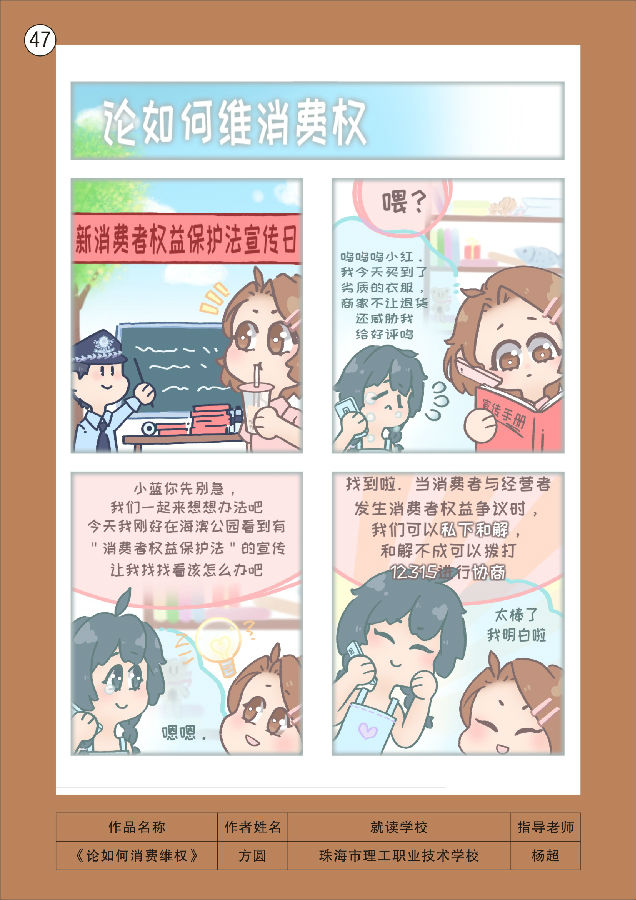 47
论如何维消费权
新消费者权益保护法宣传日
喂?
呜呜呜小红.
我今天买到了
劣质的衣服,
商家不让退货
还威胁我
给好评呜
宣传手册
小蓝你先别急,
我们一起来想想办法吧
今天我刚好在海滨公园看到有
"消费者权益保护法"的宣传
让我找找看该怎么办吧
嗯嗯.
找到啦.当消费者与经营者
发生消费者权益争议时,
我们可以私下和解,
和解不成可以拨打
12315进行协商
太棒了
我明白啦
作品名称 作者姓名 就读学校 指导老师
《论如何消费维权》 方圆 珠海市理工职业技术学校 杨超